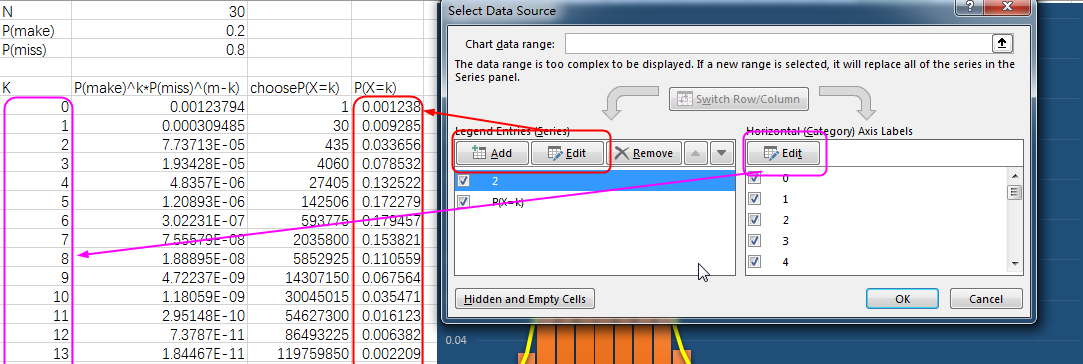 N 30
P(make) 0.2
P(miss) 0.8
K P(make)^k*P(miss)^(m-k) chooseP(X=k) P(X=k)
0 0.00123794 1 0.001238
1 0.000309485 30 0.009285
2 7.73713E-05 435 0.033656
3 1.93428E-05 4060 0.078532
4 4.8357E-06 27405 0.132522
5 1.20893E-06 142506 0.172279
6 3.02231E-07 593775 0.179457
7 7.55579E-08 2035800 0.153821
8 1.88895E-08 5852925 0.110559
9 4.72237E-09 14307150 0.067564
10 1.18059E-09 30045015 0.035471
11 2.95148E-10 54627300 0.016123
12 7.3787E-11 86493225 0.006382
13 1.84467E-11 119759850 0.002209
Select Data Source
?
Chart data range:
The data range is too complex to be displayed. If a new range is selected, it will replace all of the series in the
Series panel.
Switch Row/Column
Legend Entries (Series)
Add Edit Remove
2
P(X=k)
Horizontal (Category) Axis Labels
Edit
0
1
2
3
4
Hidden and Empty Cells
OK Cancel
0.04